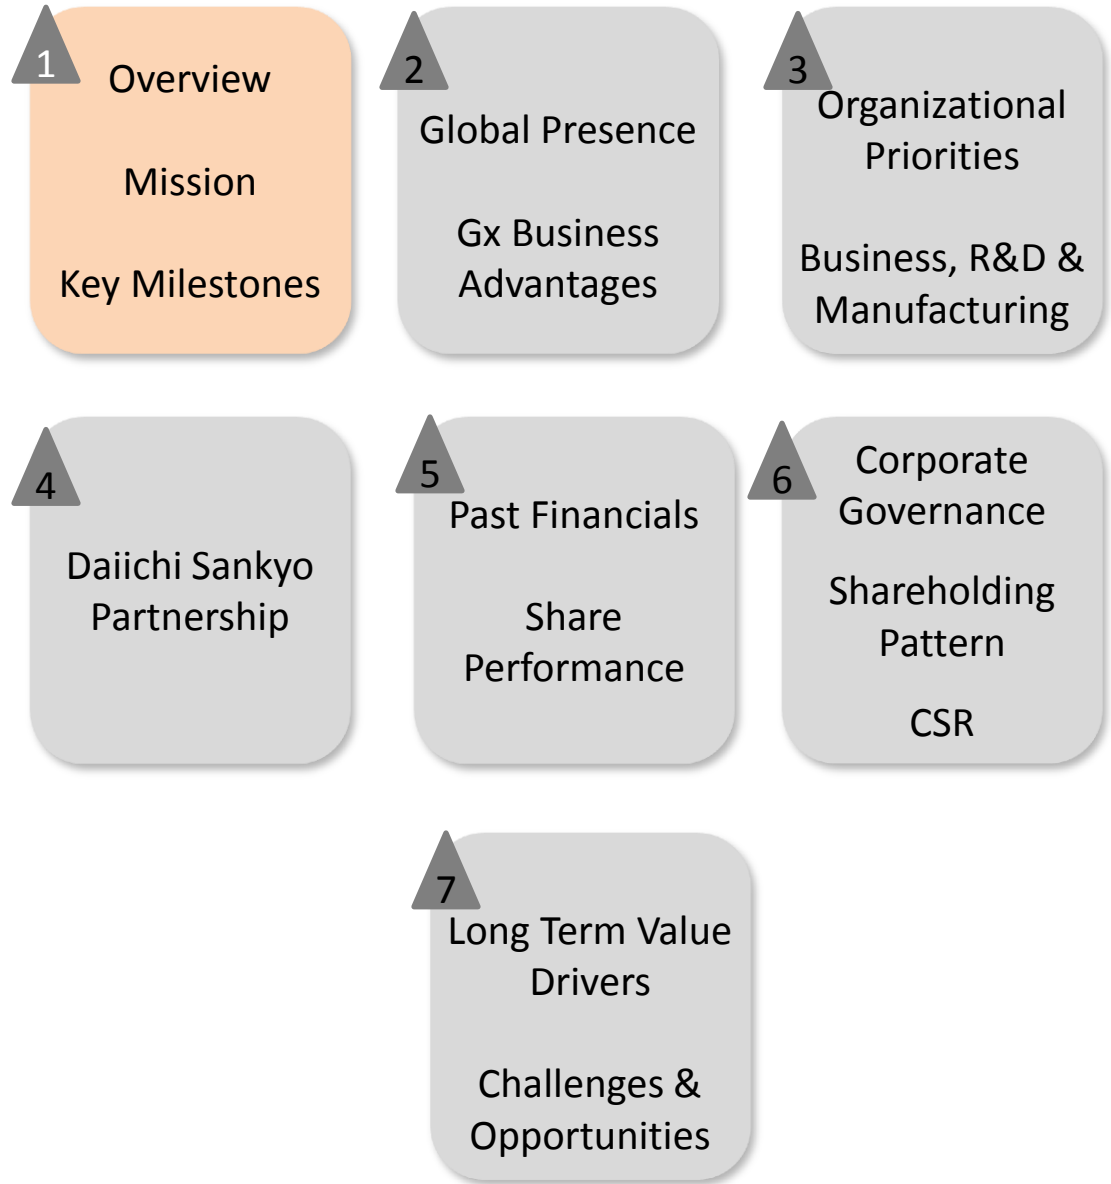 1
Overview
Mission
Key Milestones
2
Global Presence
Gx Business
Advantages
3
Organizational
Priorities
Business, R&D &
Manufacturing
4
Daiichi Sankyo
Partnership
5
Past Financials
Share
Performance
6
Corporate
Governance
Shareholding
Pattern
CSR
7
Long Term Value
Drivers
Challenges &
Opportunities